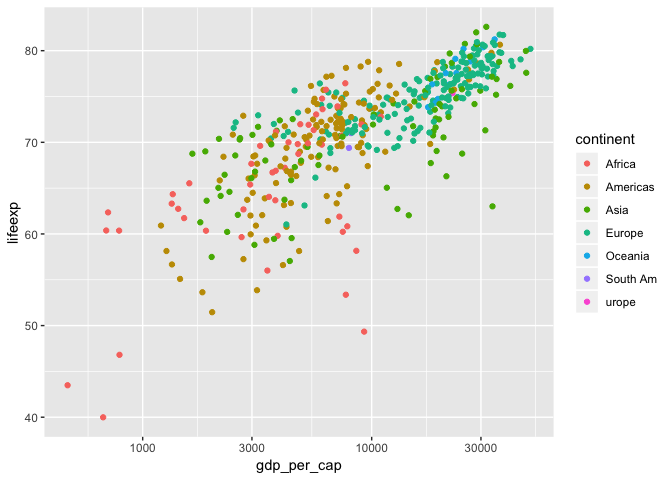 80
70
60
50
40
lifeexp
1000
3000
10000
30000
gdp_per_cap
continent
Africa
Americas
Asia
Europe
Oceania
South Am
urope